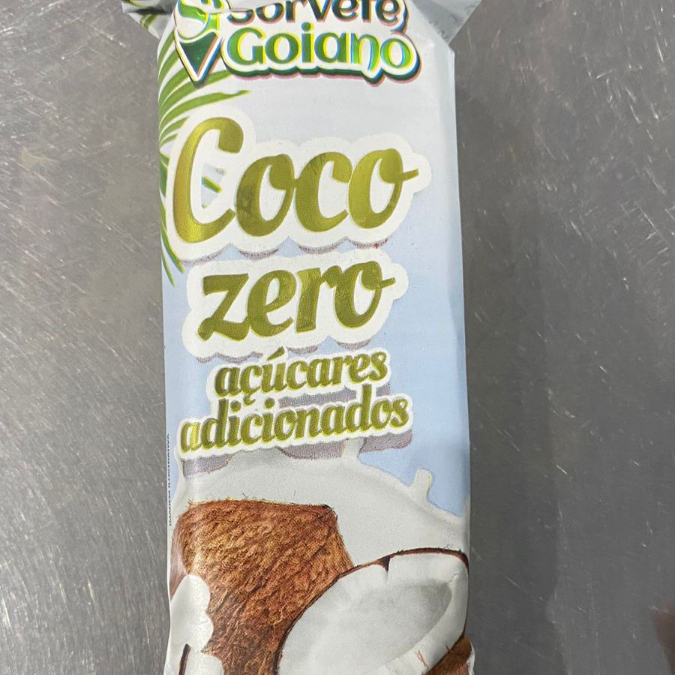 Sorvete
Goiano
Coco
zero
açúcares
adicionados